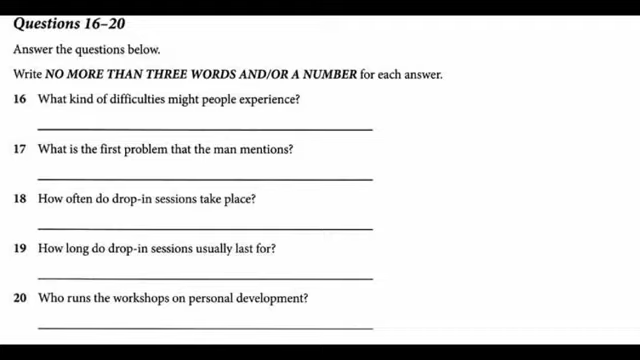 Questions 16–20
Answer the questions below.
Write NO MORE THAN THREE WORDS AND/OR A NUMBER for each answer.
16 What kind of difficulties might people experience?
17 What is the first problem that the man mentions?
18 How often do drop-in sessions take place?
19 How long do drop-in sessions usually last for?
20 Who runs the workshops on personal development?